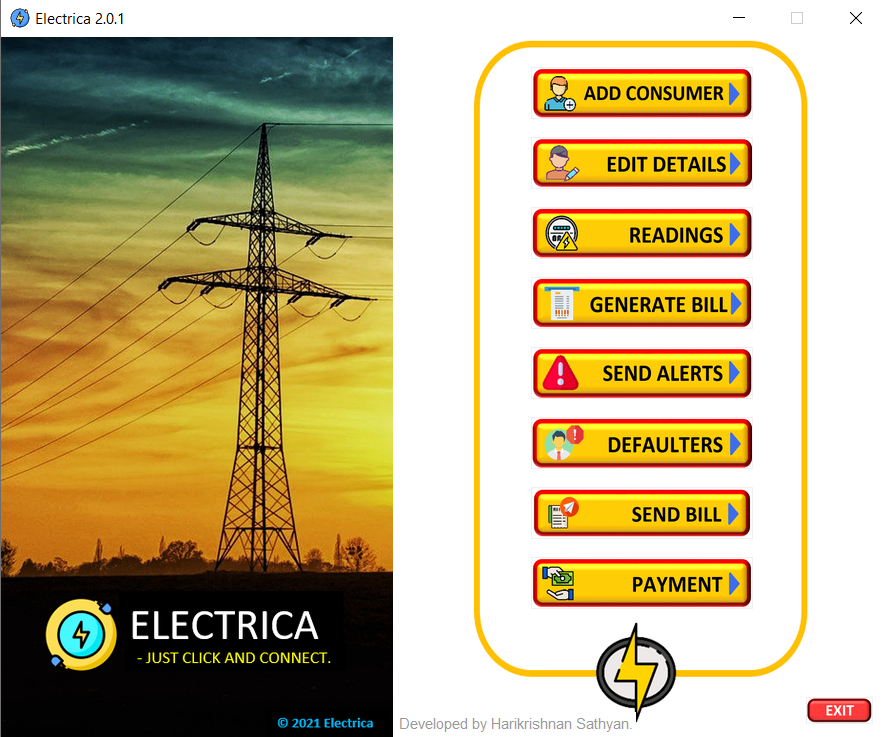 Electrica 2.0.1
ADD CONSUMER
EDIT DETAILS
READINGS
GENERATE BILL
SEND ALERTS
DEFAULTERS
SEND BILL
PAYMENT
ELECTRICA
- JUST CLICK AND CONNECT.
© 2021 Electrica
Developed by Harikrishnan Sathyan.
EXIT